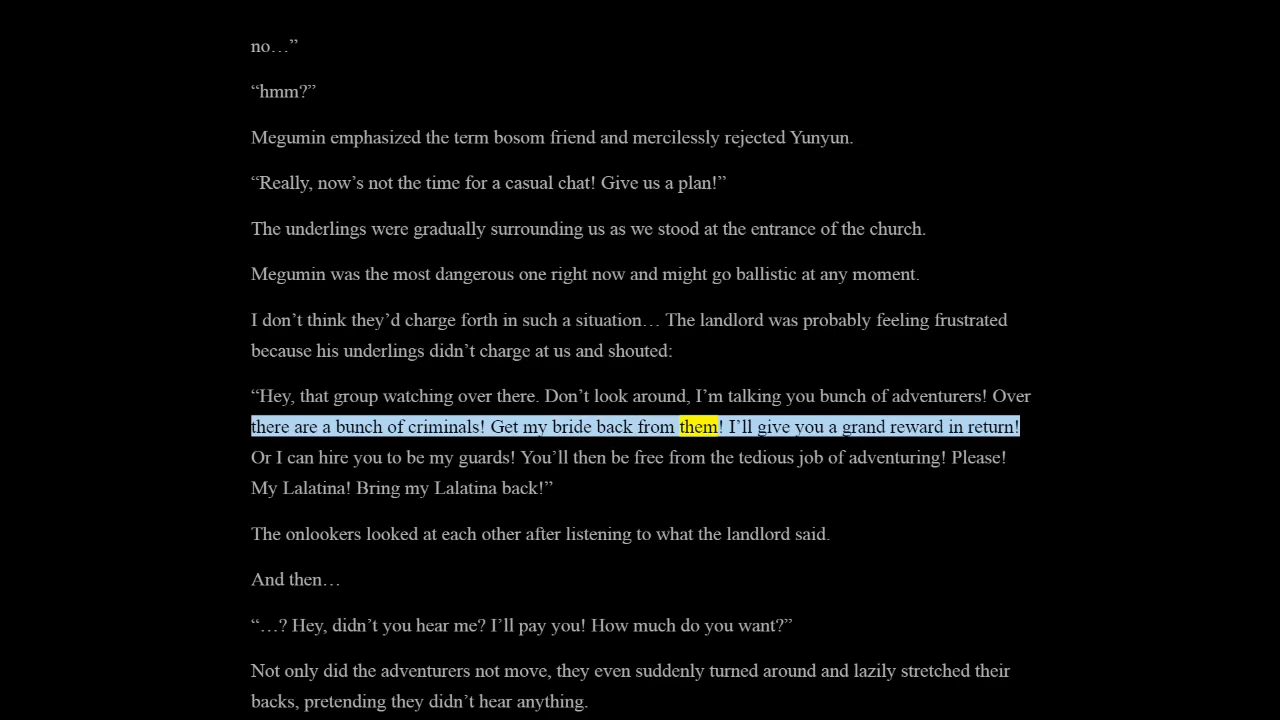 no…”
“hmm?”
Megumin emphasized the term bosom friend and mercilessly rejected Yunyun.
“Really, now’s not the time for a casual chat! Give us a plan!”
The underlings were gradually surrounding us as we stood at the entrance of the church.
Megumin was the most dangerous one right now and might go ballistic at any moment.
I don’t think they’d charge forth in such a situation… The landlord was probably feeling frustrated
because his underlings didn’t charge at us and shouted:
“Hey, that group watching over there. Don’t look around, I’m talking you bunch of adventurers! Over
there are a bunch of criminals! Get my bride back from them! I’ll give you a grand reward in return!
Or I can hire you to be my guards! You’ll then be free from the tedious job of adventuring! Please!
My Lalatina! Bring my Lalatina back!”
The onlookers looked at each other after listening to what the landlord said.
And then…
“…? Hey, didn’t you hear me? I’ll pay you! How much do you want?”
Not only did the adventurers not move, they even suddenly turned around and lazily stretched their
backs, pretending they didn’t hear anything.